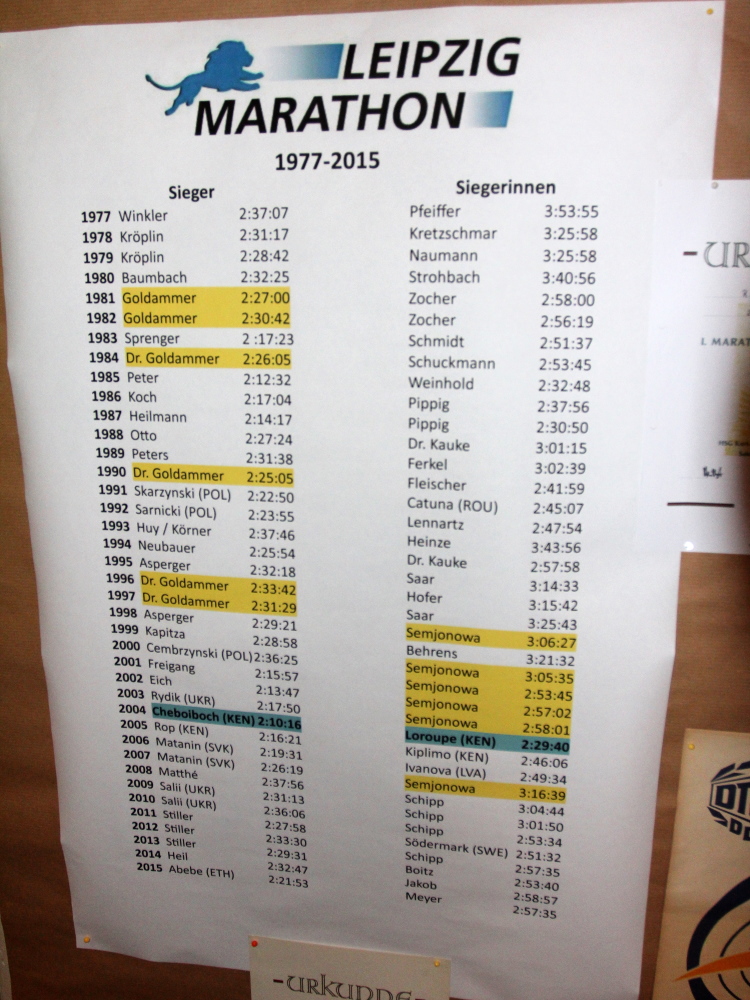 LEIPZIG
MARATHON
1977-2015
Sieger Siegerinnen
1977 Winkler 2:37:07 Pfeiffer 3:53:55
1978 Kröplin 2:31:17 Kretzschmar 3:25:58
1979 Kröplin 2:28:42 Naumann 3:25:58
1980 Baumbach 2:32:25 Strohbach 3:40:56
1981 Goldammer 2:27:00 Zocher 2:58:00
1982 Goldammer 2:30:42 Zocher 2:56:19
1983 Sprenger 2 :17:23 Schmidt 2:51:37
1984 Dr. Goldammer 2:26:05 Schuckmann 2:53:45
1985 Peter 2:12:32 Weinhold 2:32:48
1986 Koch 2:17:04 Pippig 2:37:56
1987 Heilmann 2:14:17 Pippig 2:30:50
1988 Otto 2:27:24 Dr. Kauke 3:01:15
1989 Peters 2:31:38 Ferkel 3:02:39
1990 Dr. Goldammer 2:25:05 Fleischer 2:41:59
1991 Skarzynski (POL) 2:22:50 Catuna (ROU) 2:45:07
1992 Sarnicki (POL) 2:23:55 Lennartz 2:47:54
1993 Huy / Körner 2:37:46 Heinze 3:43:56
1994 Neubauer 2:25:54 Dr. Kauke 2:57:58
1995 Asperger 2:32:18 Saar 3:14:33
1996 Dr. Goldammer 2:33:42 Hofer 3:15:42
1997 Dr. Goldammer 2:31:29 Saar 3:25:43
1998 Asperger 2:29:21 Semjonowa 3:06:27
1999 Kapitza 2:28:58 Behrens 3:21:32
2000 Cembrzynski (POL) 2:36:25 Semjonowa 3:05:35
2001 Freigang 2:15:57 Semjonowa 2:53:45
2002 Eich 2:13:47 Semjonowa 2:57:02
2003 Rydik (UKR) 2:17:50 Semjonowa 2:58:01
2004 Cheboiboch (KEN) 2:10:16 Loroupe (KEN) 2:29:40
2005 Rop (KEN) 2:16:21 Kiplimo (KEN) 2:46:06
2006 Matanin (SVK) 2:19:31 Ivanova (LVA) 2:49:34
2007 Matanin (SVK) 2:26:19 Semjonowa 3:16:39
2008 Matthé 2:37:56 Schipp 3:04:44
2009 Salii (UKR) 2:31:13 Schipp 3:01:50
2010 Salii (UKR) 2:36:06 Schipp 2:53:34
2011 Stiller 2:27:58 Södermark (SWE) 2:51:32
2012 Stiller 2:33:30 Schipp 2:57:35
2013 Stiller 2:29:31 Boitz 2:53:40
2014 Heil 2:32:47 Jakob 2:58:57
2015 Abebe (ETH) 2:21:53 Meyer 2:57:35
-UR
I. MARAT
DT
-URKUNDE-